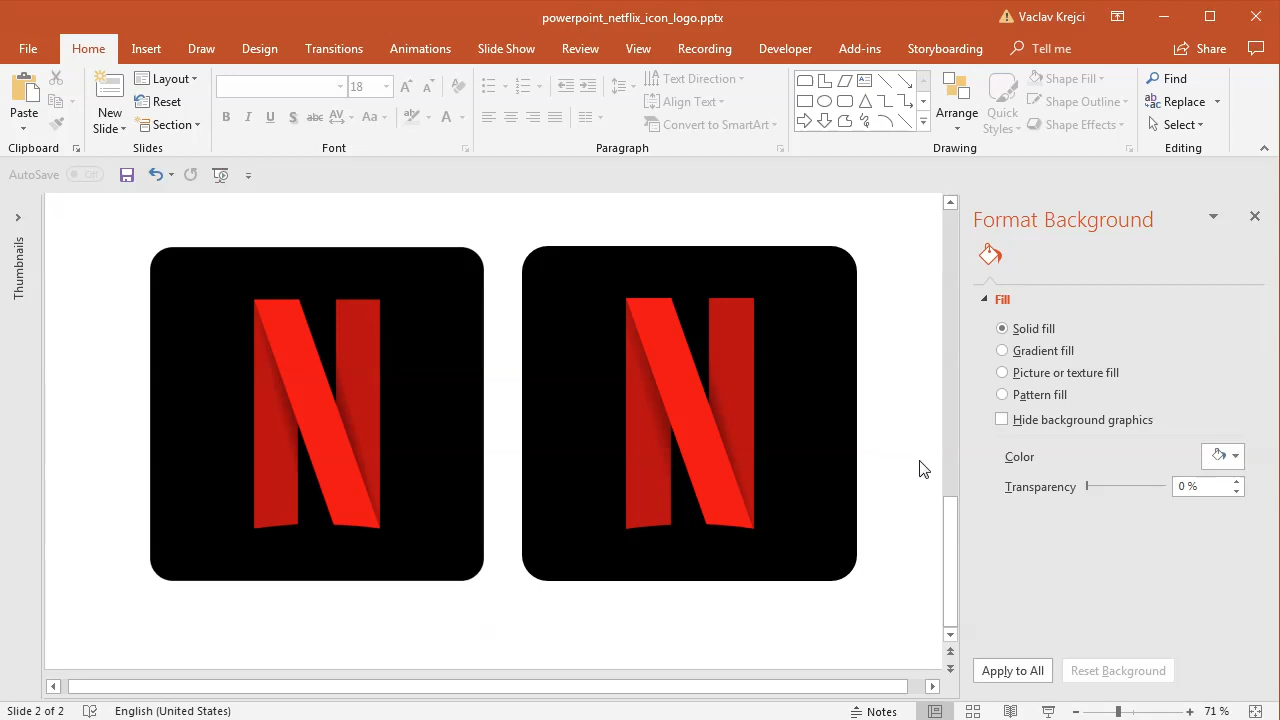 powerpoint_netflix_icon_logo.pptx
Vaclav Krejci
File Home Insert Draw Design Transitions Animations Slide Show Review View Recording Developer Add-ins Storyboarding Tell me Share
Paste
Clipboard
New
Slide
Layout
Reset
Section
Slides
18
B I U S abc AV Aa A
Font
Text Direction
Align Text
Convert to SmartArt
Paragraph
Arrange
Quick
Styles
Shape Fill
Shape Outline
Shape Effects
Drawing
Find
Replace
Select
Editing
AutoSave Off
Thumbnails
Format Background
Fill
Solid fill
Gradient fill
Picture or texture fill
Pattern fill
Hide background graphics
Color
Transparency 0 %
Apply to All Reset Background
Slide 2 of 2 English (United States) Notes 71 %